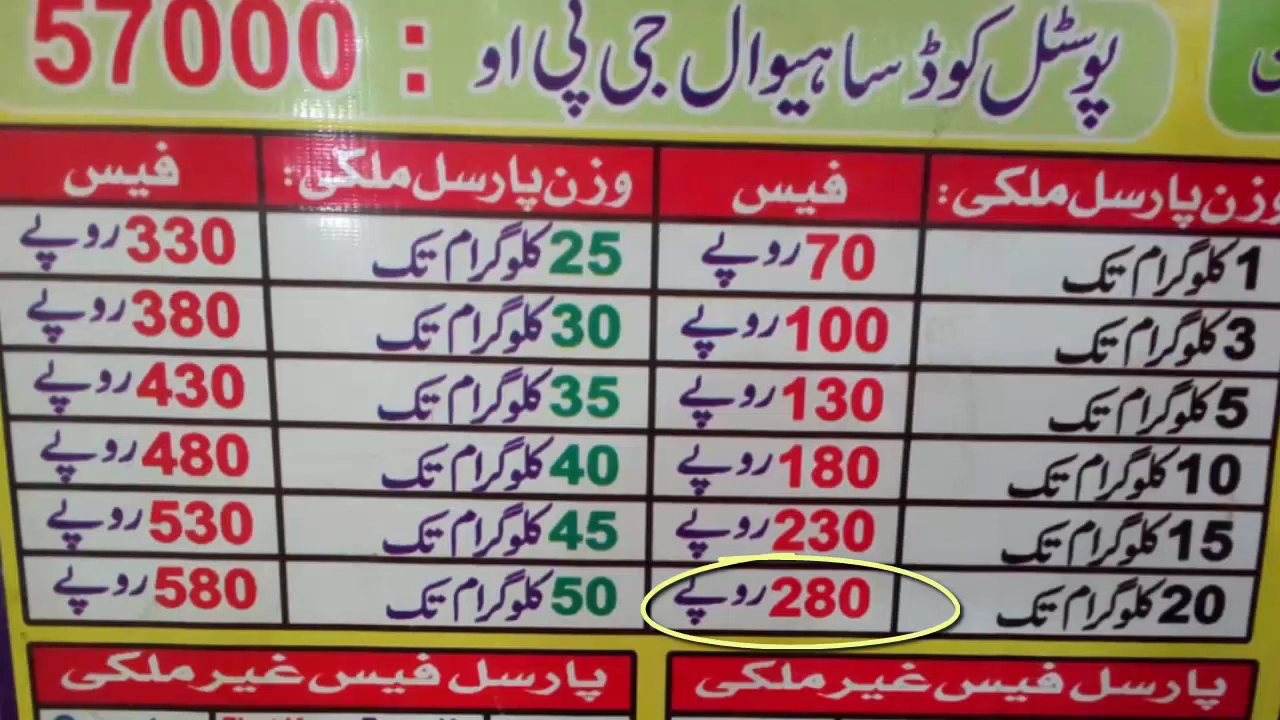 پوسٹل کوڈ ساہیوال جی پی او : 57000
وزن پارسل ملکی: فیس وزن پارسل ملکی: فیس
1 کلوگرام تک 70 روپے 25 کلوگرام تک 330 روپے
3 کلوگرام تک 100 روپے 30 کلوگرام تک 380 روپے
5 کلوگرام تک 130 روپے 35 کلوگرام تک 430 روپے
10 کلوگرام تک 180 روپے 40 کلوگرام تک 480 روپے
15 کلوگرام تک 230 روپے 45 کلوگرام تک 530 روپے
20 کلوگرام تک 280 روپے 50 کلوگرام تک 580 روپے
پارسل فیس غیر ملکی پارسل فیس غیر ملکی